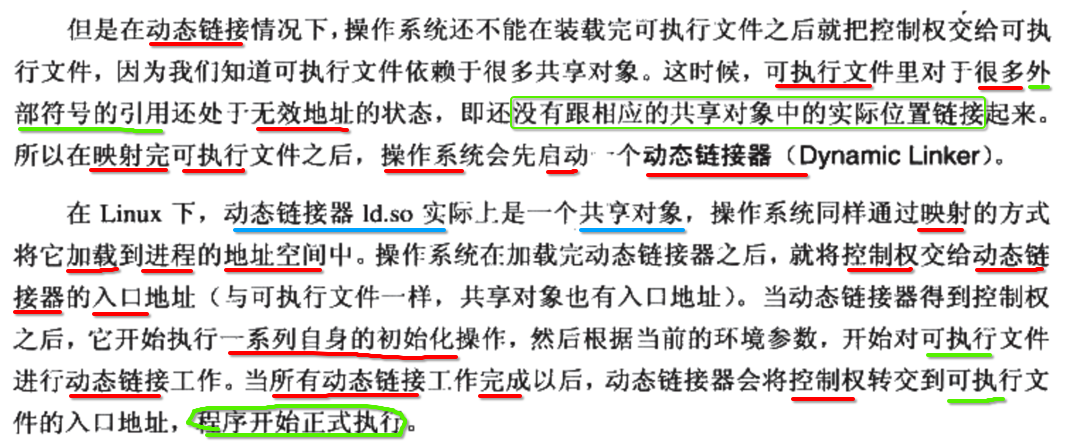 但是在动态链接情况下，操作系统还不能在装载完可执行文件之后就把控制权交给可执
行文件，因为我们知道可执行文件依赖于很多共享对象。这时候，可执行文件里对于很多外
部符号的引用还处于无效地址的状态，即还没有跟相应的共享对象中的实际位置链接起来。
所以在映射完可执行文件之后，操作系统会先启动一个动态链接器（Dynamic Linker）。
在 Linux 下，动态链接器 ld.so 实际上是一个共享对象，操作系统同样通过映射的方式
将它加载到进程的地址空间中。操作系统在加载完动态链接器之后，就将控制权交给动态链
接器的入口地址（与可执行文件一样，共享对象也有入口地址）。当动态链接器得到控制权
之后，它开始执行一系列自身的初始化操作，然后根据当前的环境参数，开始对可执行文件
进行动态链接工作。当所有动态链接工作完成以后，动态链接器会将控制权转交到可执行文
件的入口地址，程序开始正式执行。